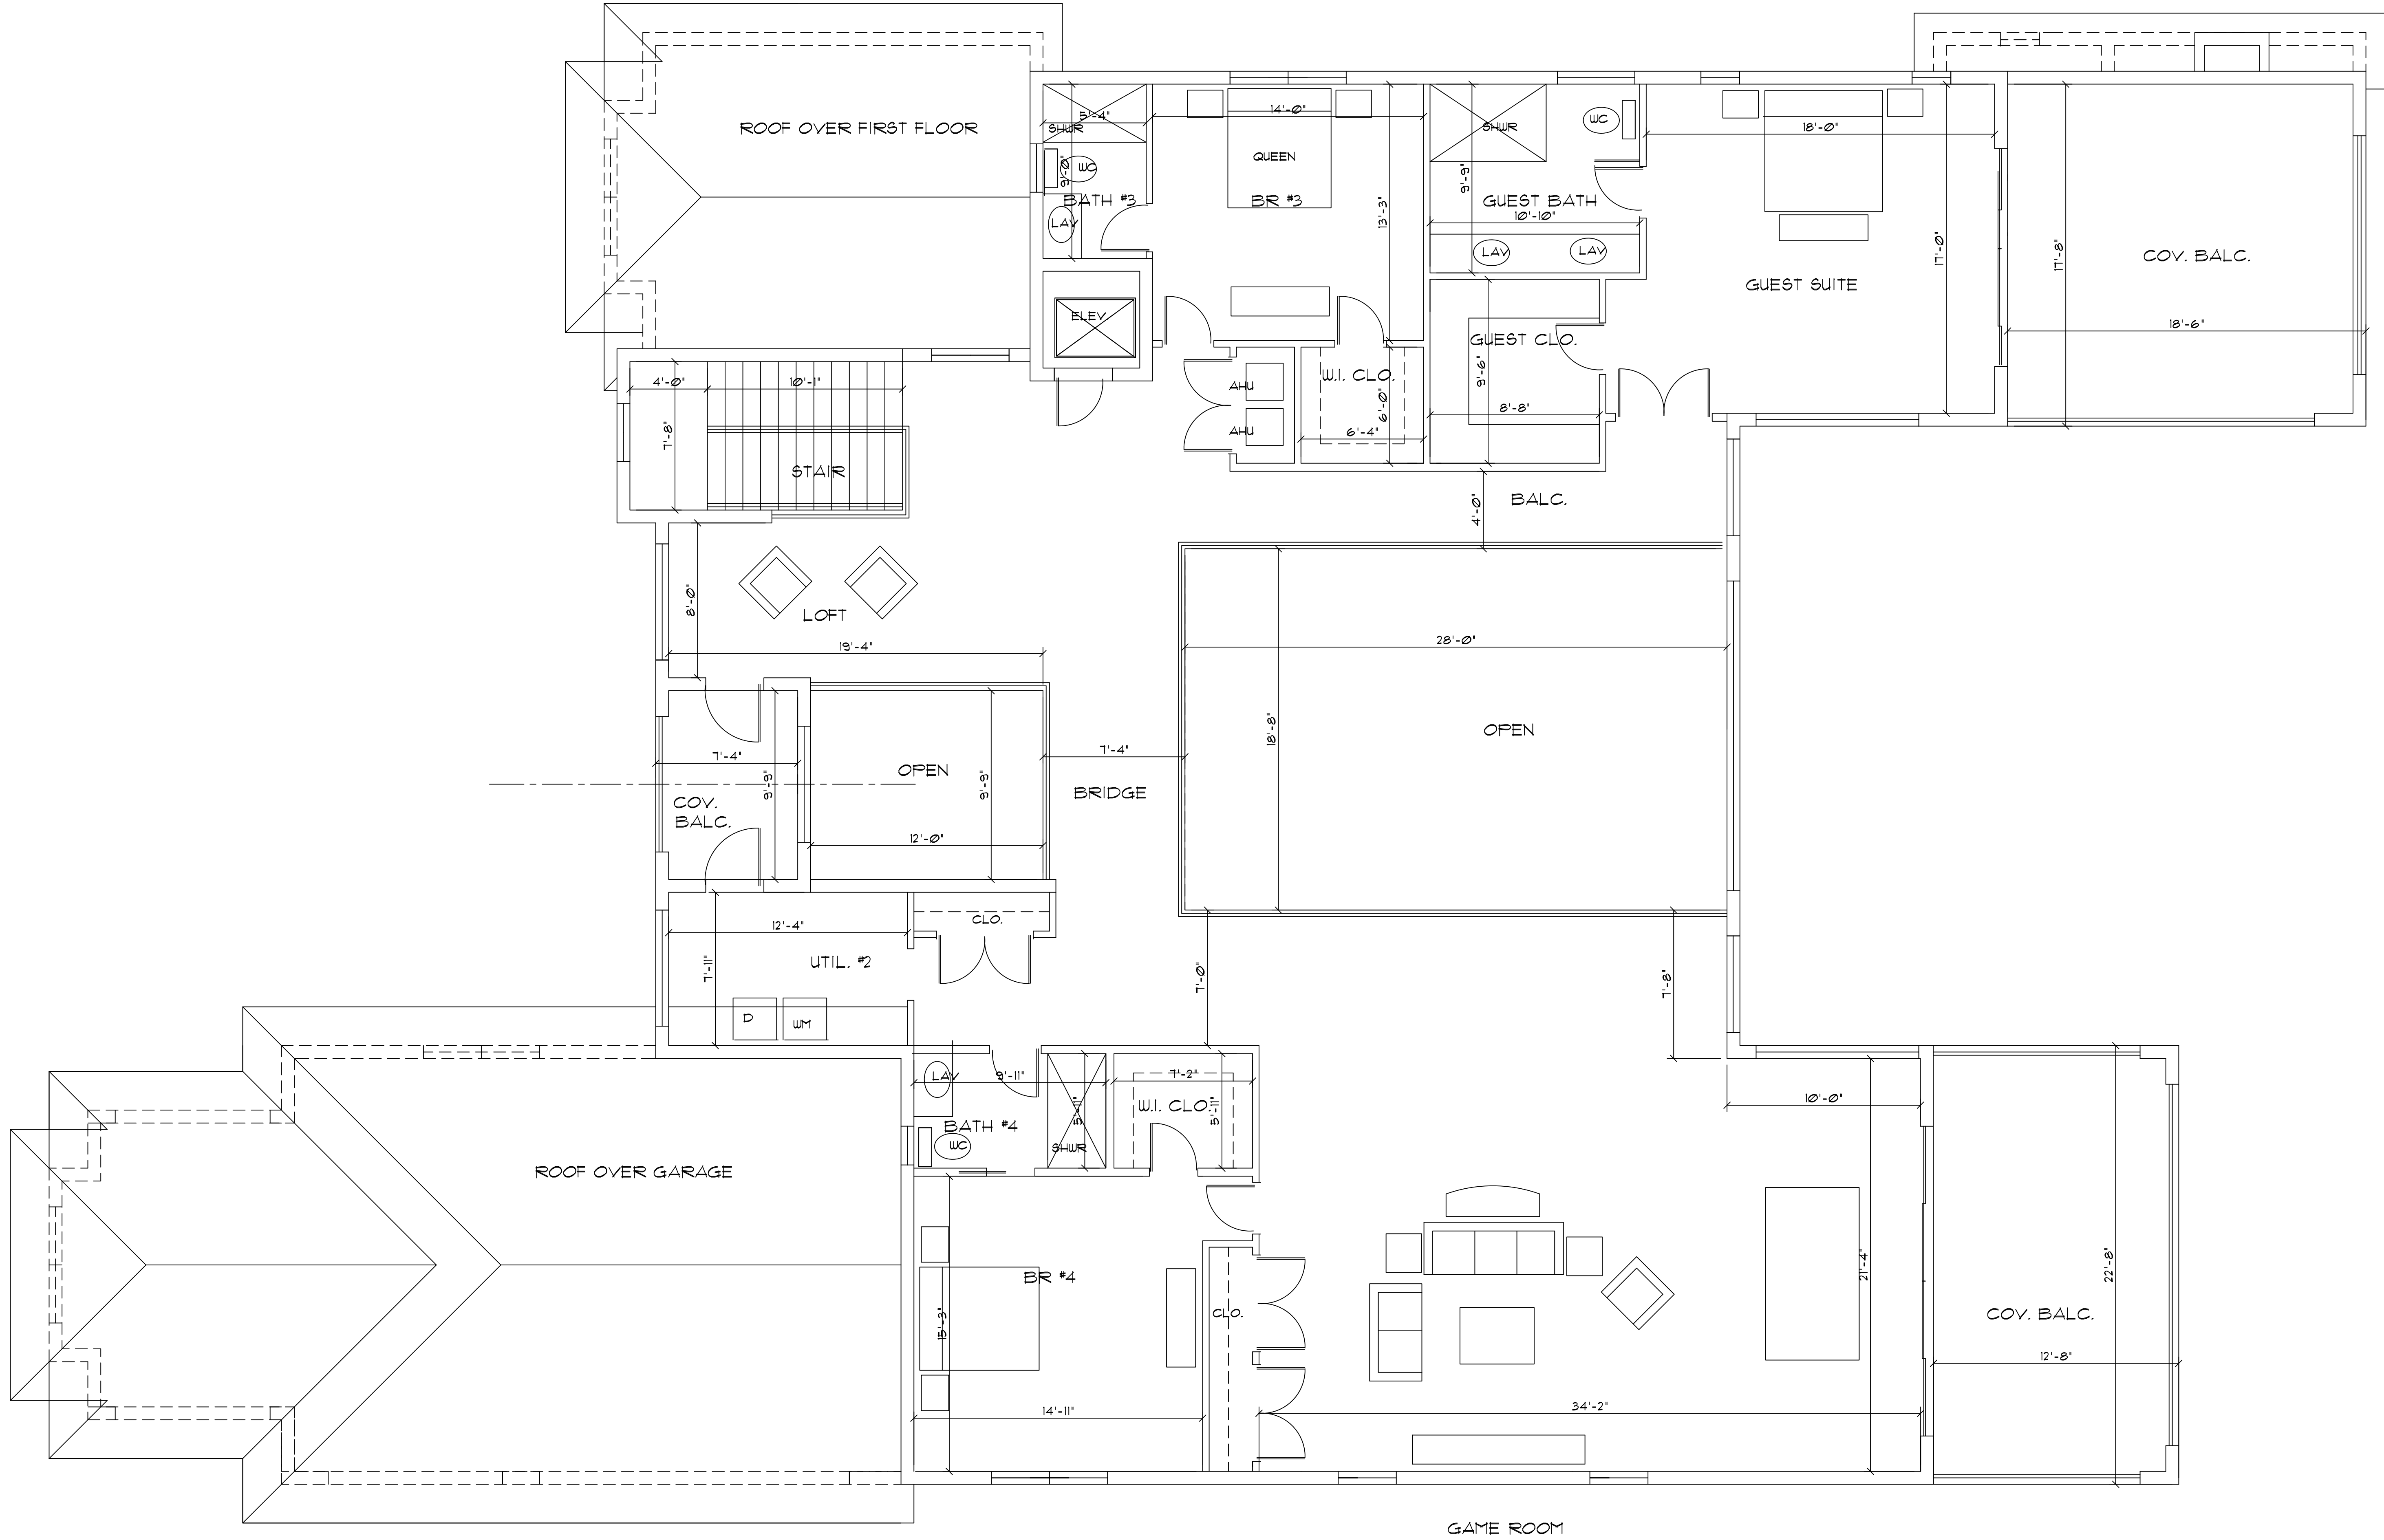 ROOF OVER FIRST FLOOR
5'-4"
SHWR
9'-0"
WC
BATH #3
LAV
14'-0"
QUEEN
BR #3
13'-3"
SHWR
WC
9'-9"
GUEST BATH
10'-10"
LAV
LAV
18'-0"
17'-0"
GUEST SUITE
17'-8"
COV. BALC.
18'-6"
ELEV
GUEST CLO.
9'-6"
8'-8"
AHU
AHU
W.I. CLO.
6'-0"
6'-4"
4'-0"
10'-1"
7'-8"
STAIR
BALC.
4'-0"
8'-0"
LOFT
19'-4"
28'-0"
18'-8"
OPEN
7'-4"
9'-9"
COV.
BALC.
OPEN
9'-9"
12'-0"
7'-4"
BRIDGE
12'-4"
CLO.
7'-11"
UTIL. #2
D
WM
7'-0"
7'-8"
LAV
9'-11"
5'-11"
BATH #4
WC
SHWR
7'-2"
W.I. CLO.
5'-11"
10'-0"
ROOF OVER GARAGE
BR #4
15'-3"
14'-11"
CLO.
21'-4"
34'-2"
22'-8"
COV. BALC.
12'-8"
GAME ROOM